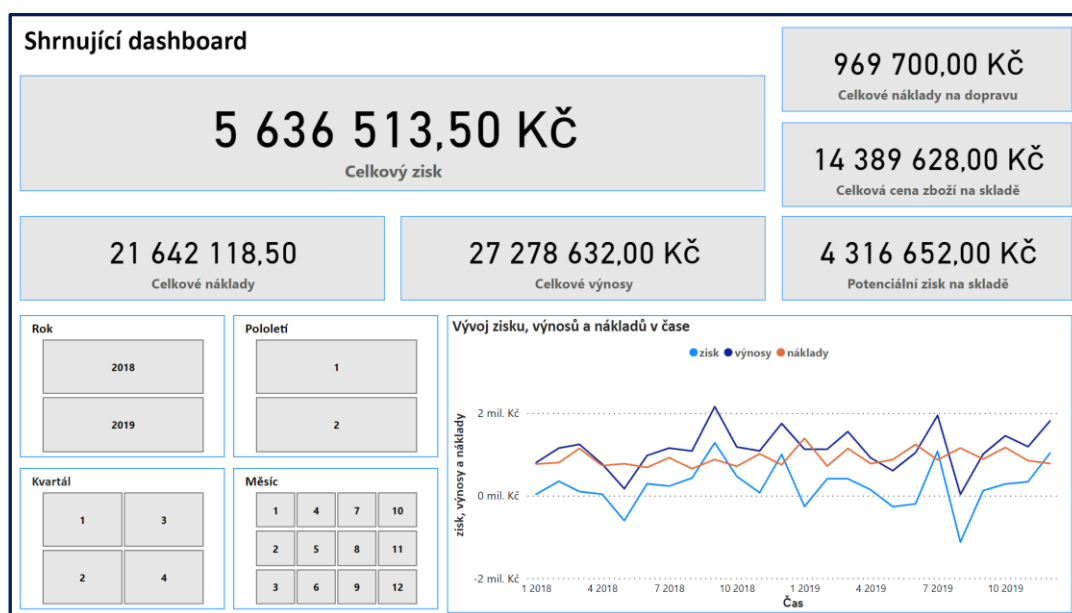 Shrnující dashboard
5 636 513,50 Kč
Celkový zisk
969 700,00 Kč
Celkové náklady na dopravu
14 389 628,00 Kč
Celková cena zboží na skladě
21 642 118,50
Celkové náklady
27 278 632,00 Kč
Celkové výnosy
4 316 652,00 Kč
Potenciální zisk na skladě
Rok
2018
2019
Pololetí
1
2
Kvartál
1 3
2 4
Měsíc
1 4 7 10
2 5 8 11
3 6 9 12
Vývoj zisku, výnosů a nákladů v čase
zisk výnosy náklady
zisk, výnosy a náklady
2 mil. Kč
0 mil. Kč
-2 mil. Kč
1 2018 4 2018 7 2018 10 2018 1 2019 4 2019 7 2019 10 2019
Čas